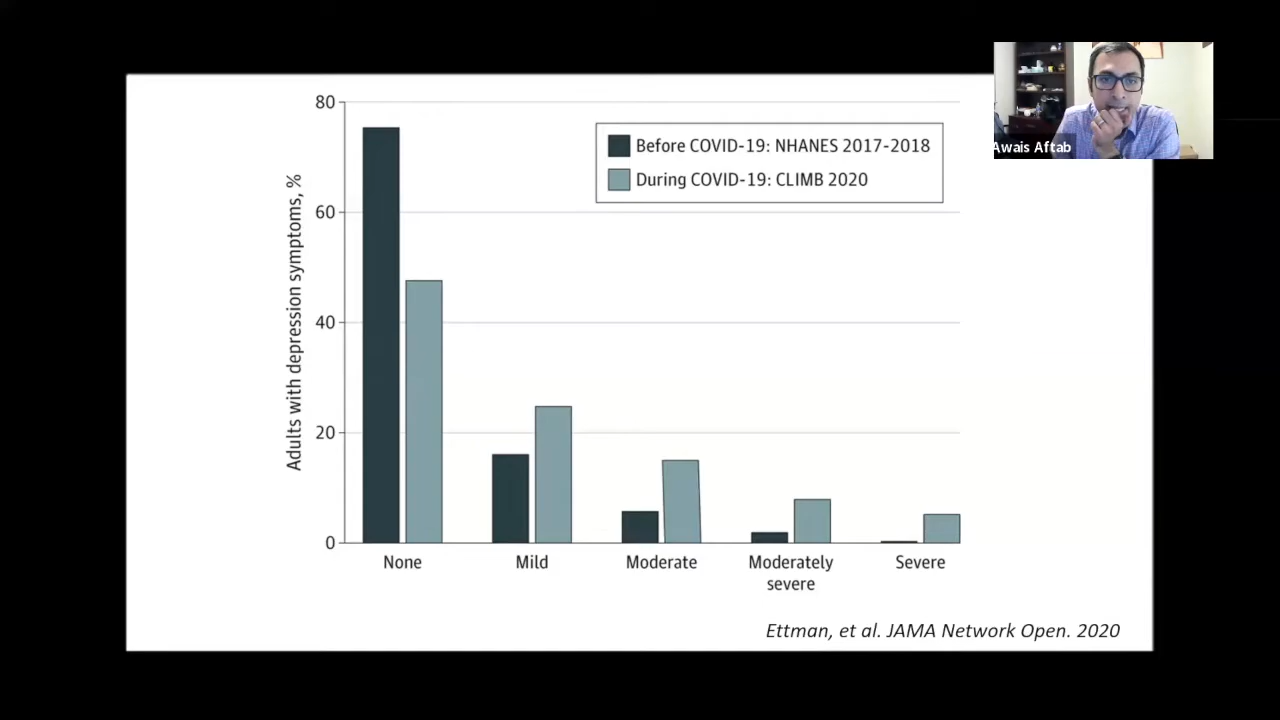 Awais Aftab
80
60
40
20
0
Adults with depression symptoms, %
Before COVID-19: NHANES 2017-2018
During COVID-19: CLIMB 2020
None
Mild
Moderate
Moderately
severe
Severe
Ettman, et al. JAMA Network Open. 2020